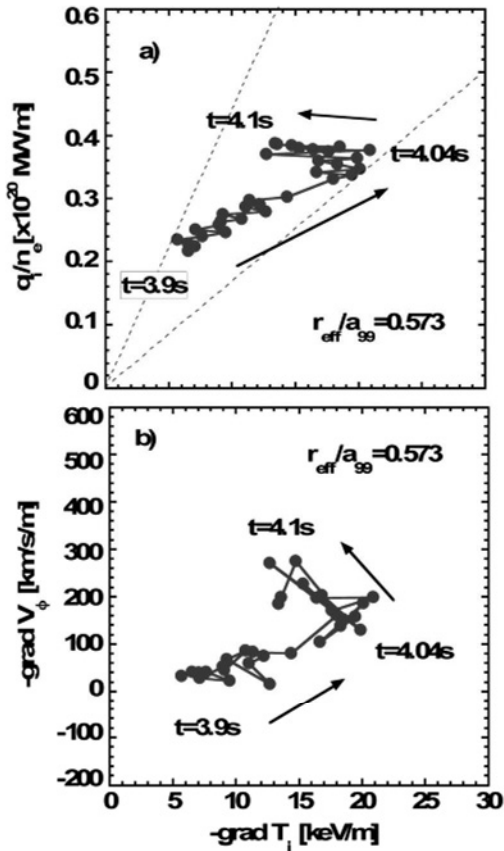 a)
q_i/n_e [x10^20 MWm]
0.6
0.5
0.4
0.3
0.2
0.1
0
t=4.1s
t=4.04s
t=3.9s
r_eff/a_99=0.573
b)
-grad V_ϕ [km/s/m]
600
500
400
300
200
100
0
-100
-200
r_eff/a_99=0.573
t=4.1s
t=4.04s
t=3.9s
0 5 10 15 20 25 30
-grad T_i [keV/m]